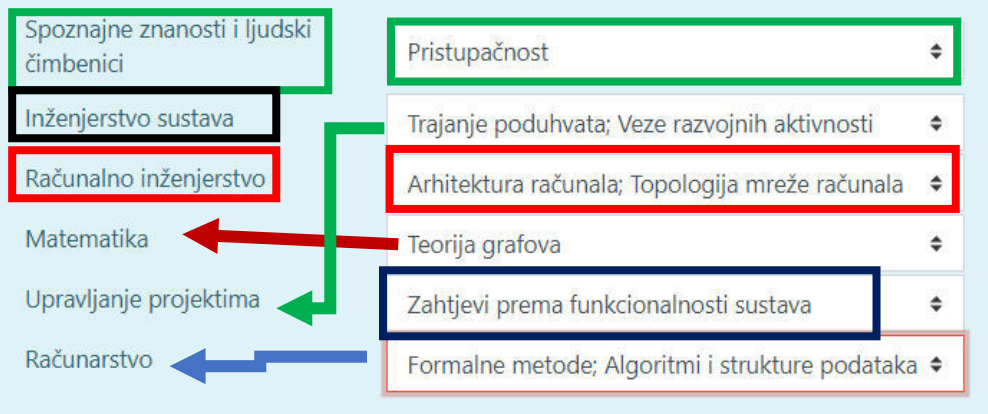 Spoznajne znanosti i ljudski
čimbenici
Pristupačnost
Inženjerstvo sustava
Trajanje poduhvata; Veze razvojnih aktivnosti
Računalno inženjerstvo
Arhitektura računala; Topologija mreže računala
Matematika
Teorija grafova
Upravljanje projektima
Zahtjevi prema funkcionalnosti sustava
Računarstvo
Formalne metode; Algoritmi i strukture podataka